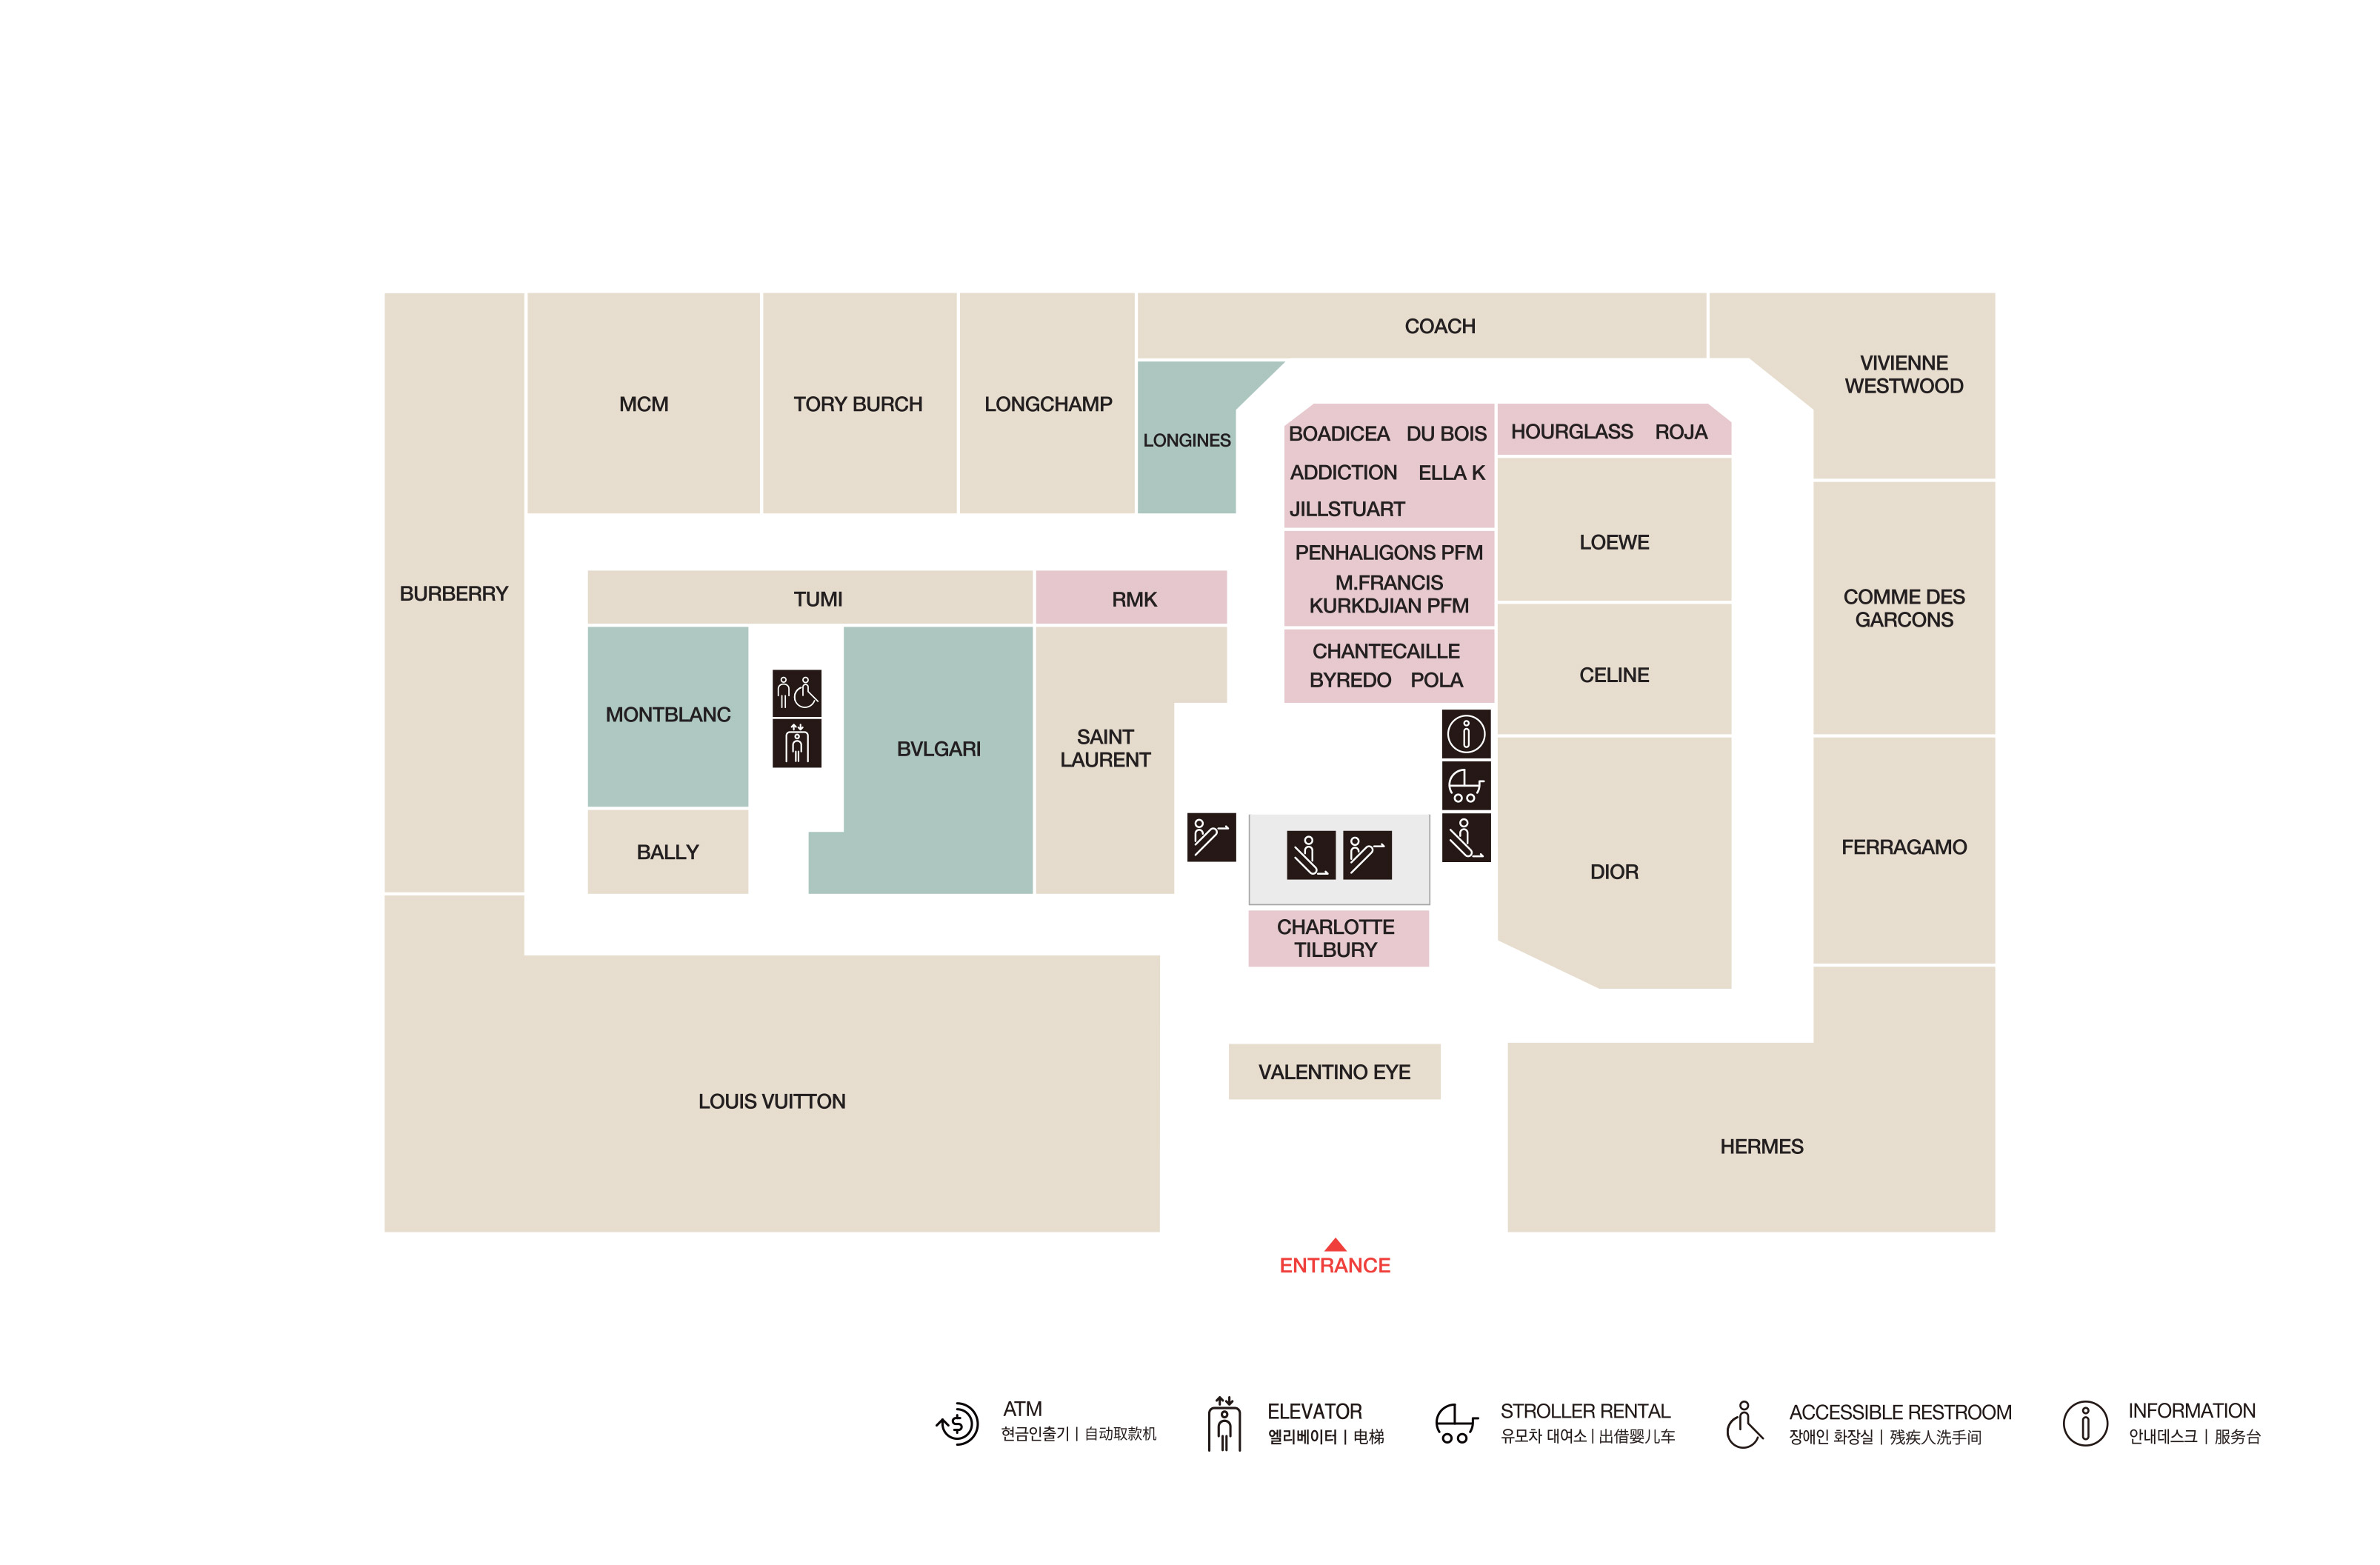 COACH
VIVIENNE
WESTWOOD
MCM
TORY BURCH
LONGCHAMP
LONGINES
BOADICEA DU BOIS
HOURGLASS ROJA
ADDICTION ELLA K
JILLSTUART
LOEWE
PENHALIGONS PFM
M.FRANCIS
KURKDJIAN PFM
BURBERRY
TUMI
RMK
COMME DES
GARCONS
CHANTECAILLE
BYREDO POLA
CELINE
MONTBLANC
BVLGARI
SAINT
LAURENT
BALLY
DIOR
FERRAGAMO
CHARLOTTE
TILBURY
VALENTINO EYE
LOUIS VUITTON
HERMES
ENTRANCE
ATM
현금인출기 | 自动取款机
ELEVATOR
엘리베이터 | 电梯
STROLLER RENTAL
유모차 대여소 | 出借婴儿车
ACCESSIBLE RESTROOM
장애인 화장실 | 残疾人洗手间
INFORMATION
안내데스크 | 服务台